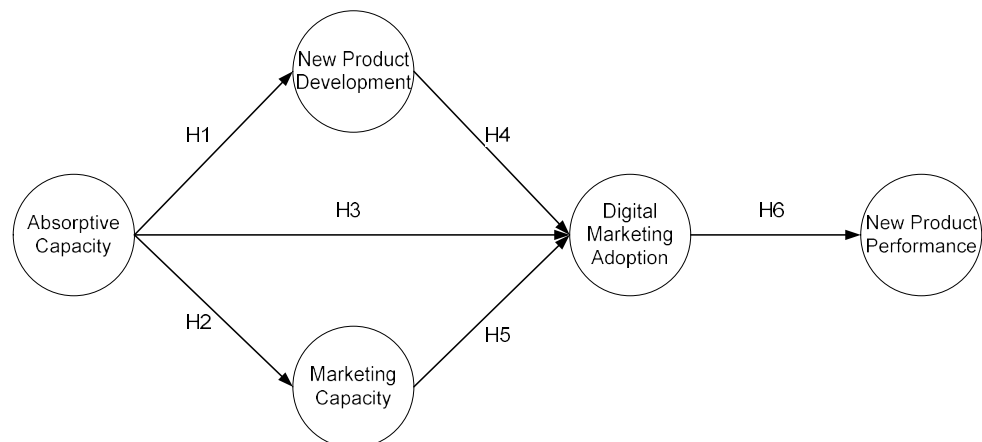 New Product
Development
H1
H4
Absorptive
Capacity
H3
Digital
Marketing
Adoption
H6
New Product
Performance
H2
H5
Marketing
Capacity